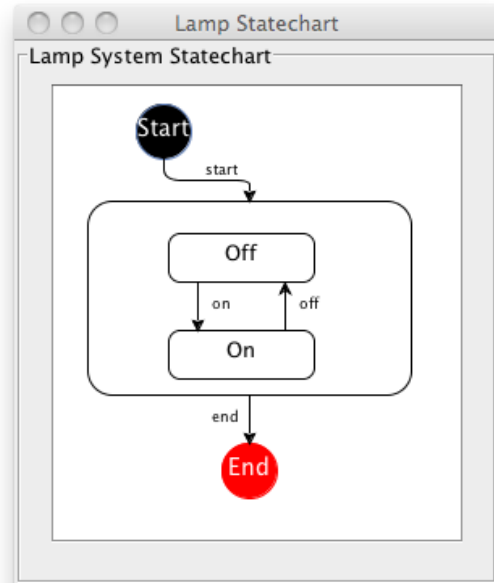 Lamp Statechart
Lamp System Statechart
Start
start
Off
on
off
On
end
End